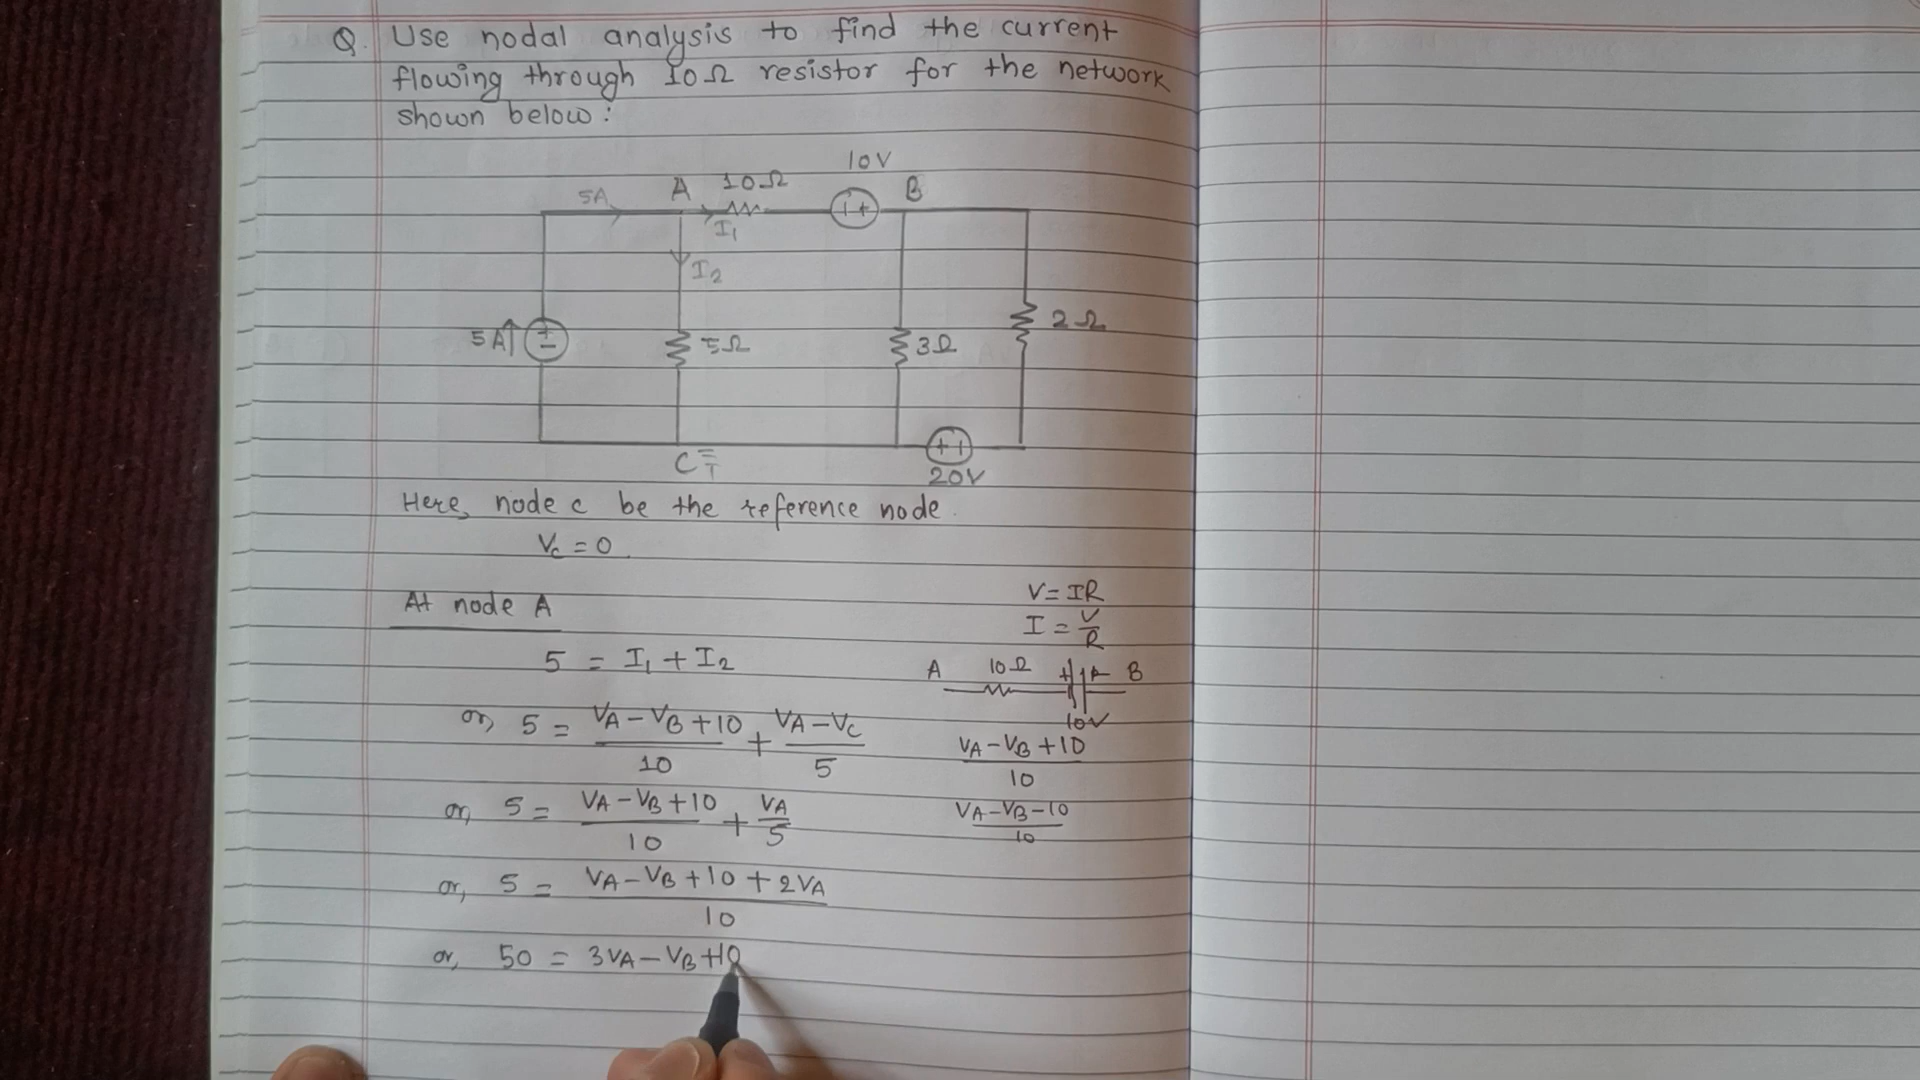 Q. Use nodal analysis to find the current
flowing through 10Ω resistor for the network
shown below:
10V
5A A 10Ω B
I₁
I₂
5A↑ + − 5Ω 3Ω 2Ω
C
20V
Here, node c be the reference node.
Vc = 0.
At node A
5 = I₁ + I₂
or, 5 = (VA − VB + 10)/10 + (VA − VC)/5
or, 5 = (VA − VB + 10)/10 + VA/5
or, 5 = (VA − VB + 10 + 2VA)/10
or, 50 = 3VA − VB + 10
V = IR
I = V/R
A 10Ω B
10V
(VA − VB + 10)/10
(VA − VB − 10)/10